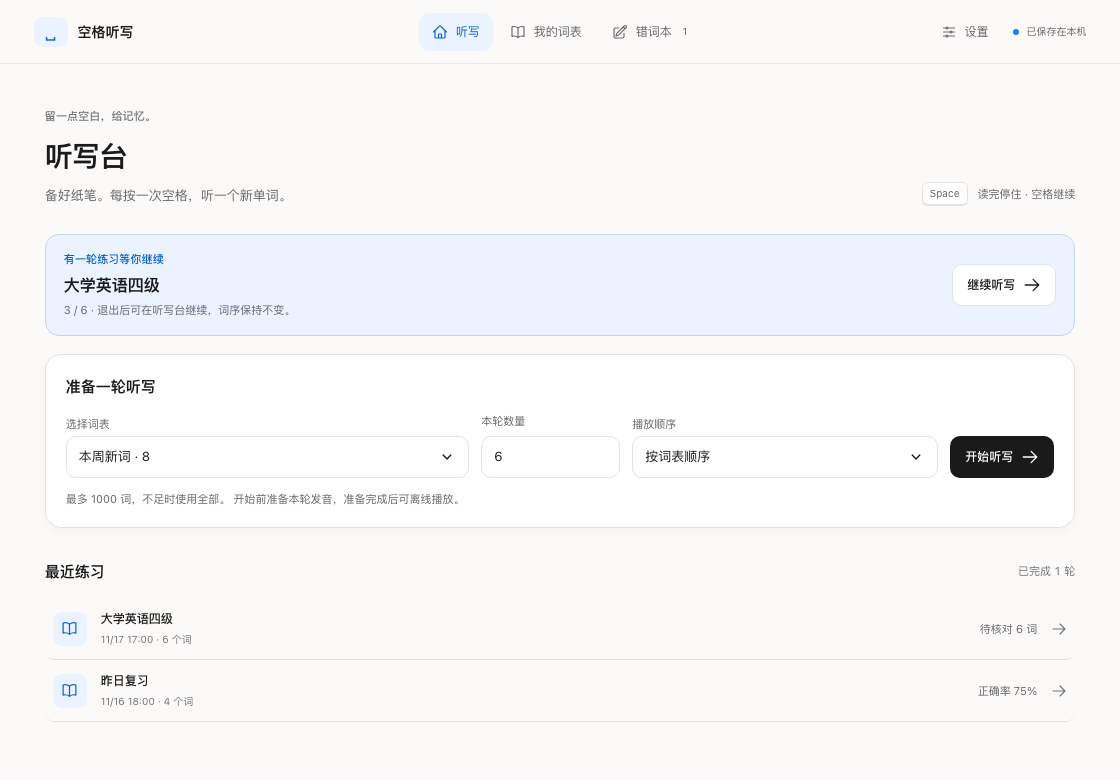 空格听写
听写
我的词表
错词本 1
设置
已保存在本机
留一点空白，给记忆。
听写台
备好纸笔。每按一次空格，听一个新单词。
Space 读完停住 · 空格继续
有一轮练习等你继续
大学英语四级
3 / 6 · 退出后可在听写台继续，词序保持不变。
继续听写
准备一轮听写
选择词表
本周新词 · 8
本轮数量
6
播放顺序
按词表顺序
开始听写
最多 1000 词，不足时使用全部。 开始前准备本轮发音，准备完成后可离线播放。
最近练习
已完成 1 轮
大学英语四级
11/17 17:00 · 6 个词
待核对 6 词
昨日复习
11/16 18:00 · 4 个词
正确率 75%